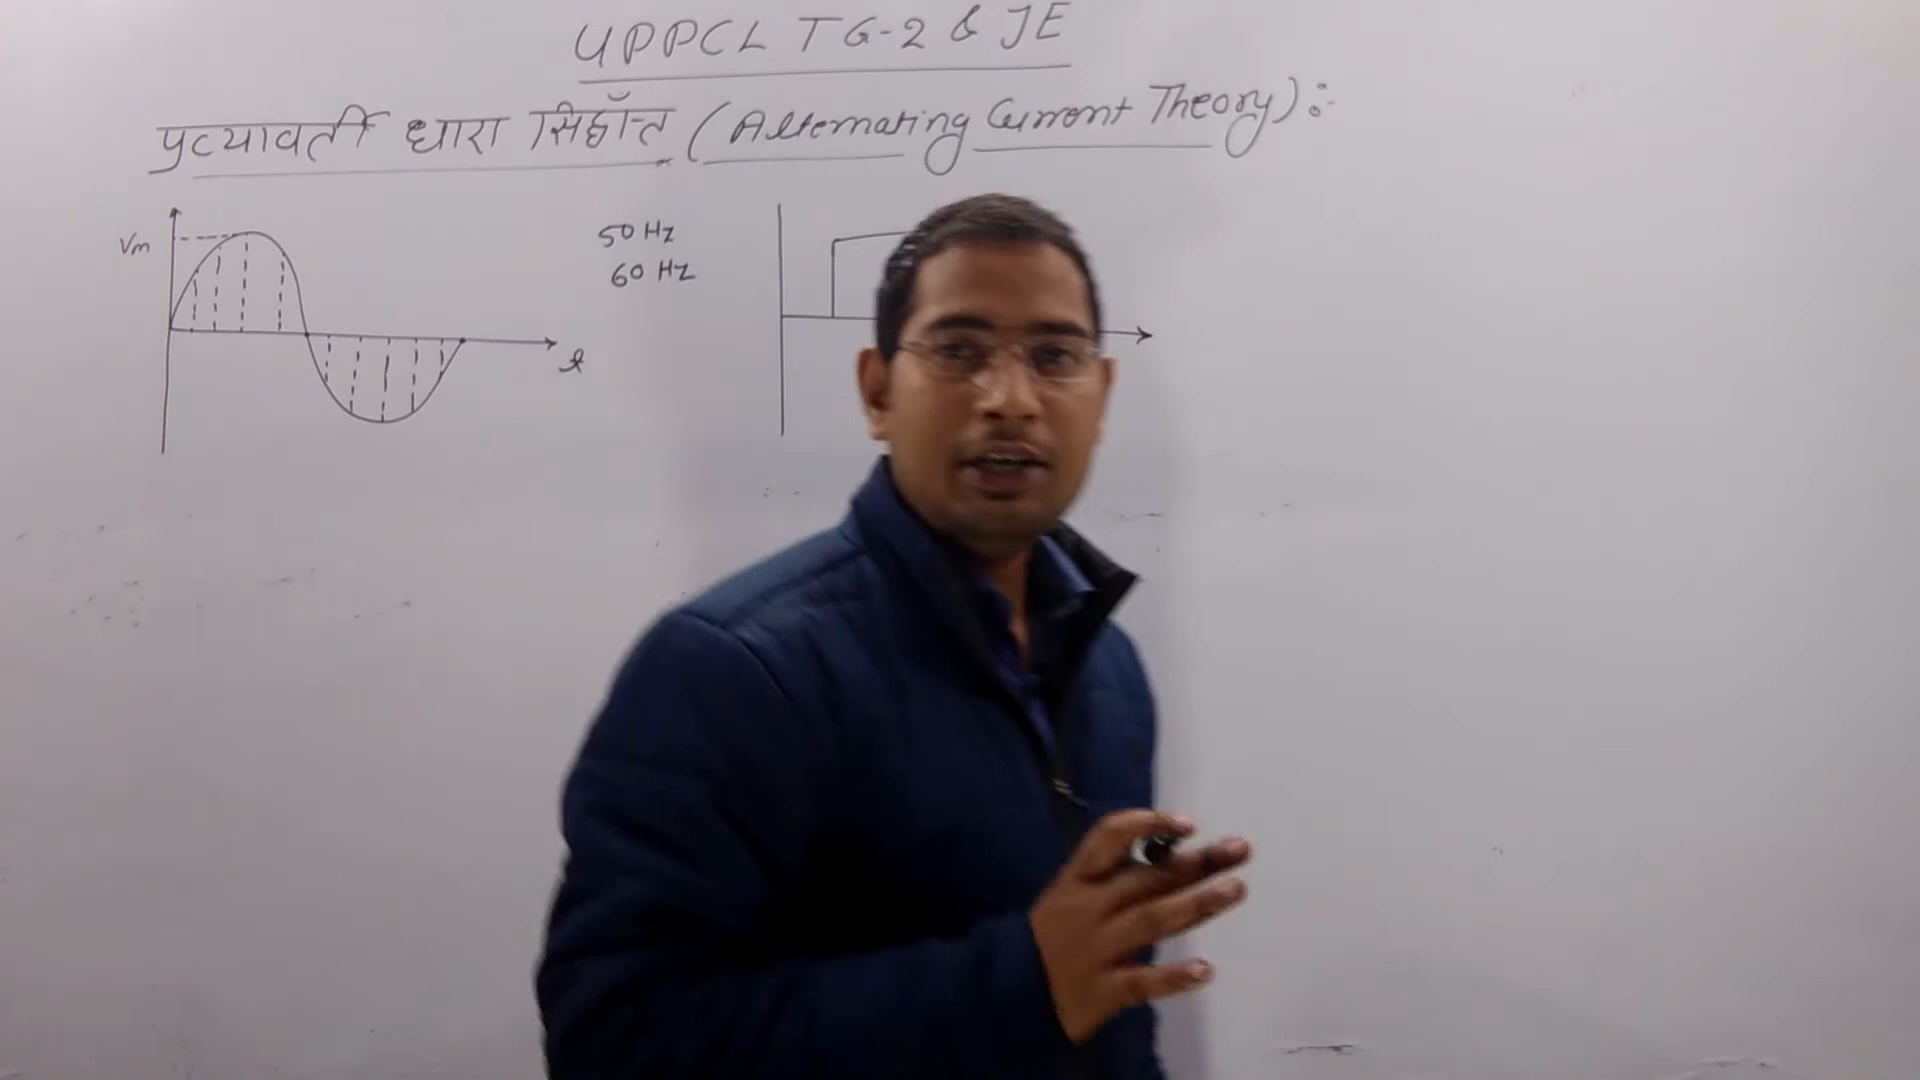 UPPCL TG-2 & JE
प्रत्यावर्ती धारा सिद्धाँन्त (Alternating Current Theory):-
Vm
50 Hz
60 Hz
t